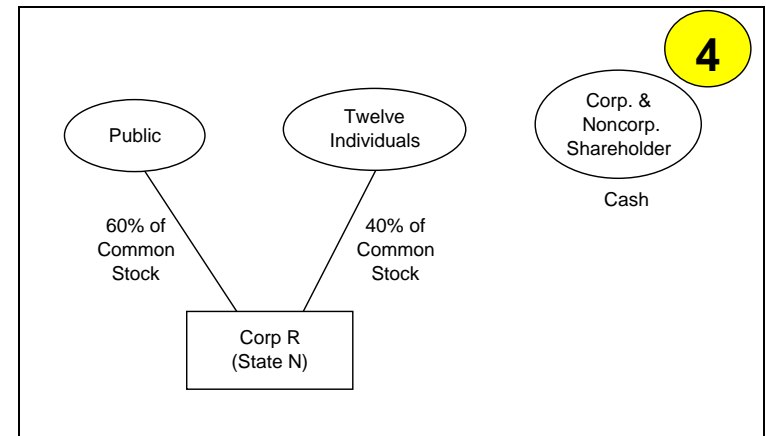 4
Public
Twelve
Individuals
Corp. &
Noncorp.
Shareholder
Cash
60% of
Common
Stock
40% of
Common
Stock
Corp R
(State N)